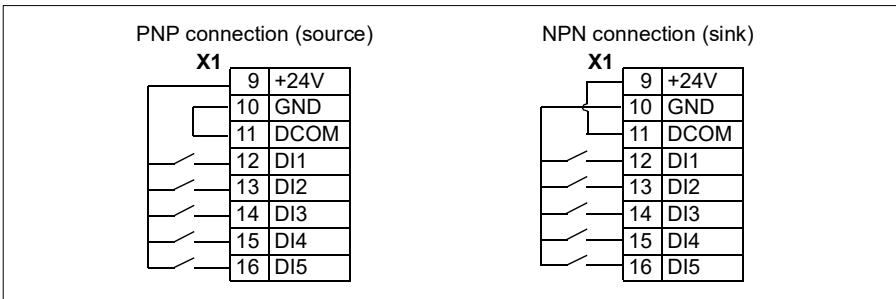 PNP connection (source)
X1
9 +24V
10 GND
11 DCOM
12 DI1
13 DI2
14 DI3
15 DI4
16 DI5
NPN connection (sink)
X1
9 +24V
10 GND
11 DCOM
12 DI1
13 DI2
14 DI3
15 DI4
16 DI5